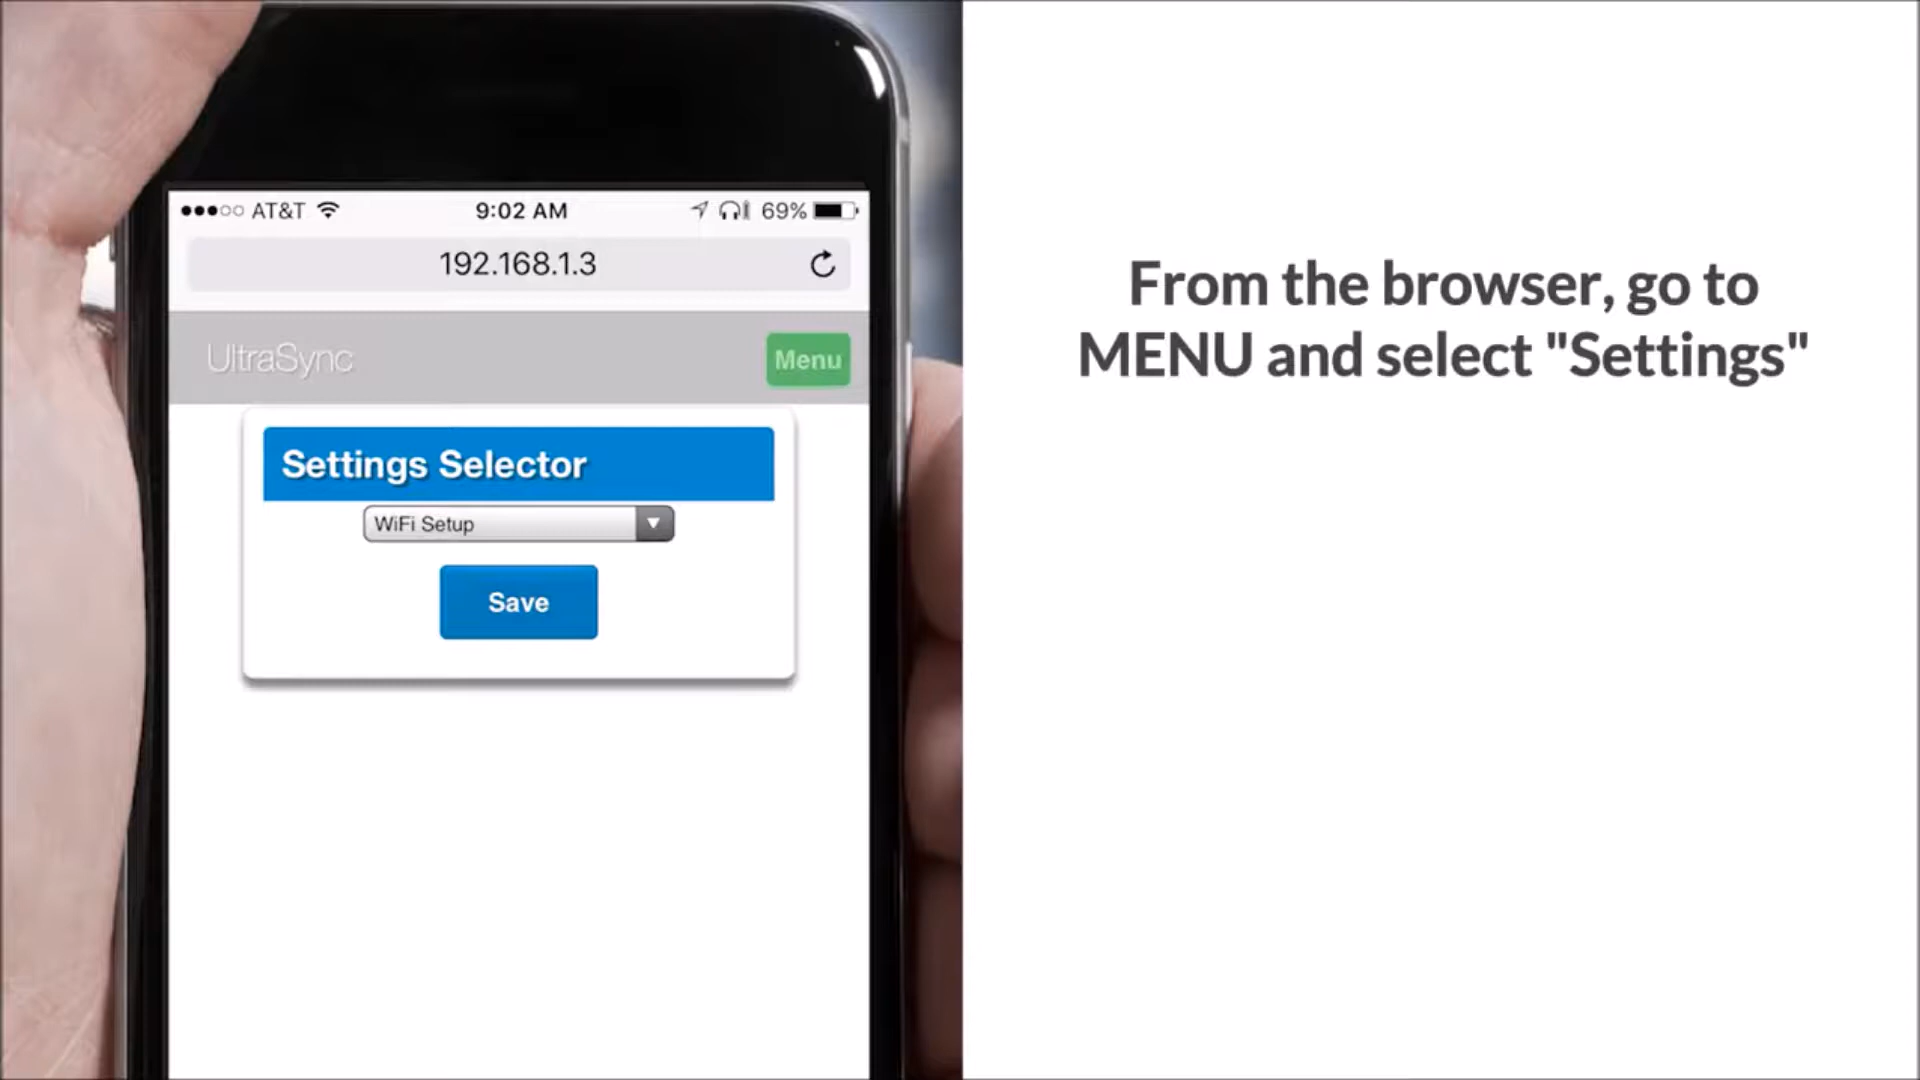 AT&T 9:02 AM 69%
192.168.1.3
UltraSync Menu
Settings Selector
WiFi Setup
Save
From the browser, go to
MENU and select "Settings"